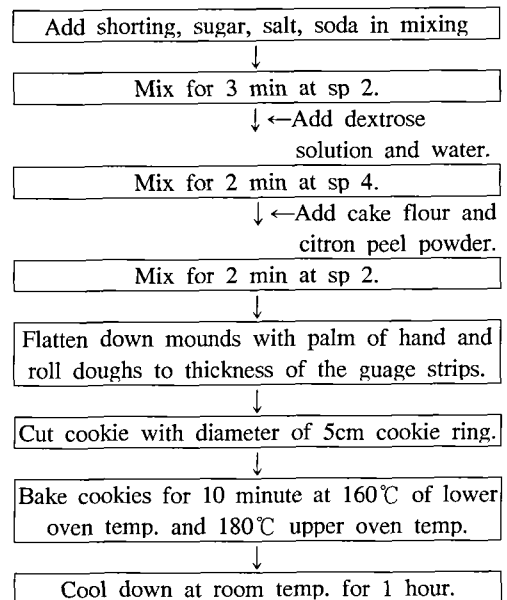 Add shorting, sugar, salt, soda in mixing
↓
Mix for 3 min at sp 2.
↓ ←Add dextrose
solution and water.
Mix for 2 min at sp 4.
↓ ←Add cake flour and
citron peel powder.
Mix for 2 min at sp 2.
↓
Flatten down mounds with palm of hand and
roll doughs to thickness of the guage strips.
↓
Cut cookie with diameter of 5cm cookie ring.
↓
Bake cookies for 10 minute at 160℃ of lower
oven temp. and 180℃ upper oven temp.
↓
Cool down at room temp. for 1 hour.